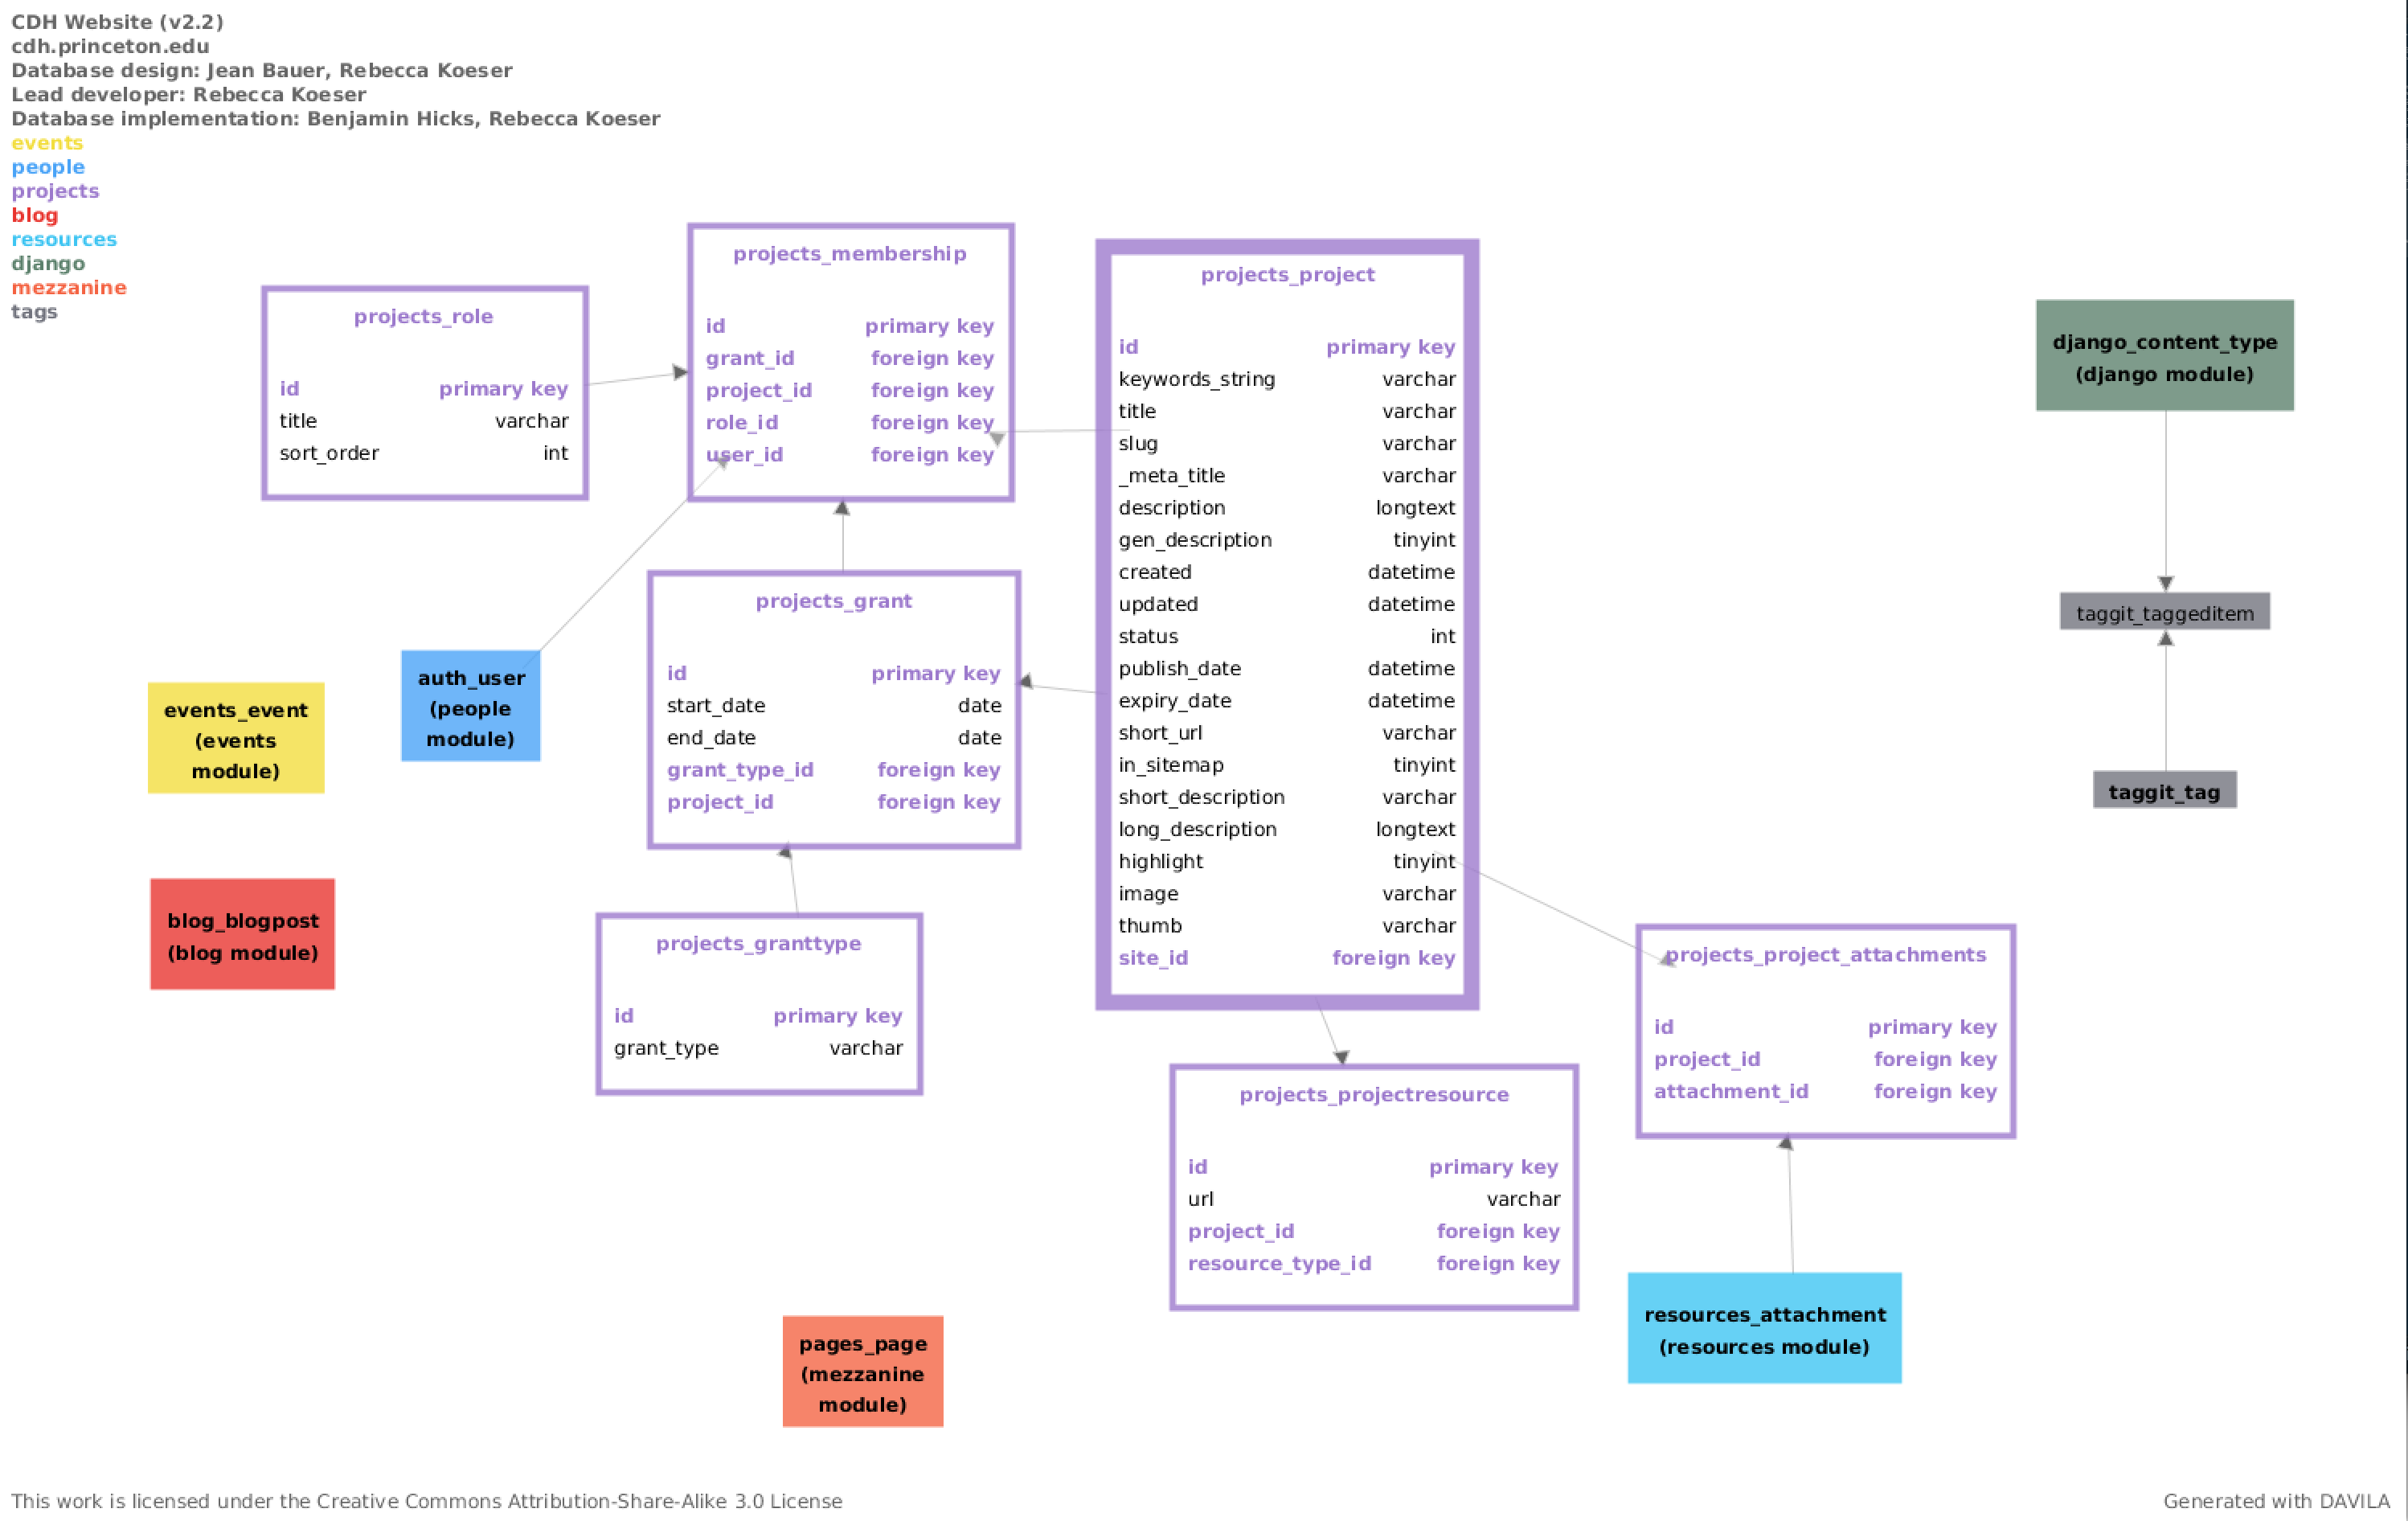 CDH Website (v2.2)
cdh.princeton.edu
Database design: Jean Bauer, Rebecca Koeser
Lead developer: Rebecca Koeser
Database implementation: Benjamin Hicks, Rebecca Koeser
events
people
projects
blog
resources
django
mezzanine
tags
projects_role
id primary key
title varchar
sort_order int
projects_membership
id primary key
grant_id foreign key
project_id foreign key
role_id foreign key
user_id foreign key
projects_project
id primary key
keywords_string varchar
title varchar
slug varchar
_meta_title varchar
description longtext
gen_description tinyint
created datetime
updated datetime
status int
publish_date datetime
expiry_date datetime
short_url varchar
in_sitemap tinyint
short_description varchar
long_description longtext
highlight tinyint
image varchar
thumb varchar
site_id foreign key
django_content_type
(django module)
taggit_taggeditem
taggit_tag
projects_grant
id primary key
start_date date
end_date date
grant_type_id foreign key
project_id foreign key
auth_user
(people
module)
events_event
(events
module)
blog_blogpost
(blog module)
projects_granttype
id primary key
grant_type varchar
projects_project_attachments
id primary key
project_id foreign key
attachment_id foreign key
projects_projectresource
id primary key
url varchar
project_id foreign key
resource_type_id foreign key
resources_attachment
(resources module)
pages_page
(mezzanine
module)
This work is licensed under the Creative Commons Attribution-Share-Alike 3.0 License
Generated with DAVILA